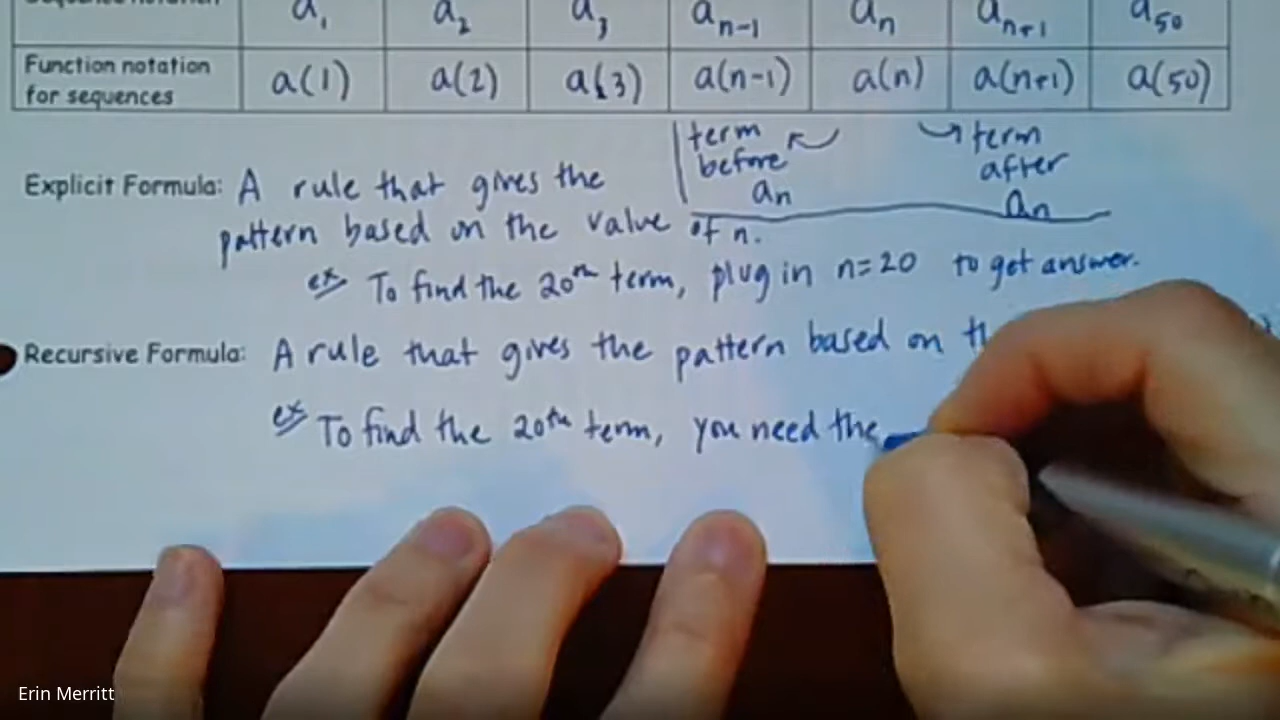 a₁ a₂ a₃ aₙ₋₁ aₙ aₙ₊₁ a₅₀
Function notation for sequences a(1) a(2) a(3) a(n-1) a(n) a(n+1) a(50)
term before aₙ
term after aₙ
Explicit Formula: A rule that gives the
pattern based on the value of n.
ex To find the 20th term, plug in n=20 to get answer.
Recursive Formula: A rule that gives the pattern based on
ex To find the 20th term, you need the
Erin Merritt